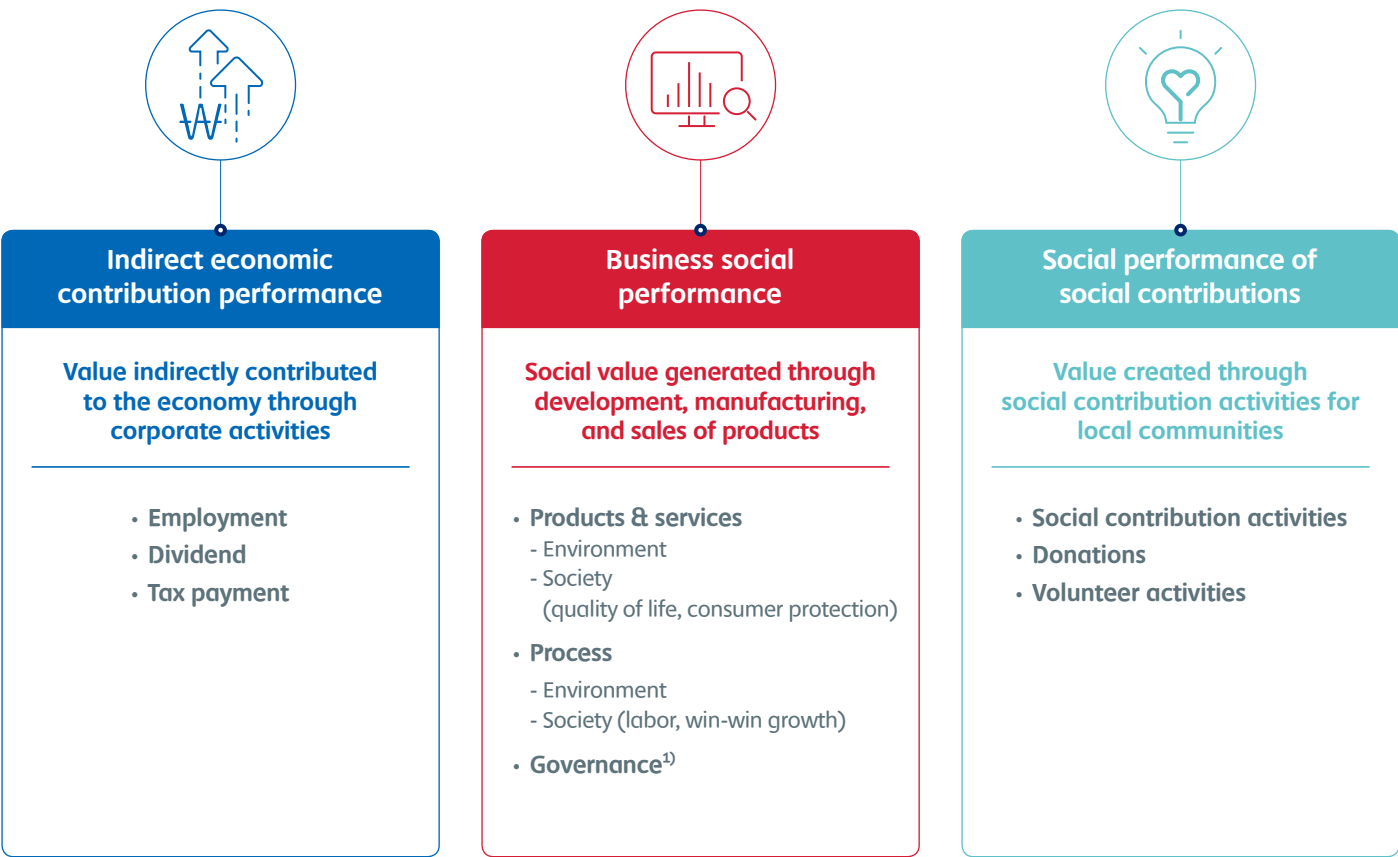 Indirect economic
contribution performance
Value indirectly contributed
to the economy through
corporate activities
• Employment
• Dividend
• Tax payment
Business social
performance
Social value generated through
development, manufacturing,
and sales of products
• Products & services
- Environment
- Society
(quality of life, consumer protection)
• Process
- Environment
- Society (labor, win-win growth)
• Governance¹⁾
Social performance of
social contributions
Value created through
social contribution activities for
local communities
• Social contribution activities
• Donations
• Volunteer activities